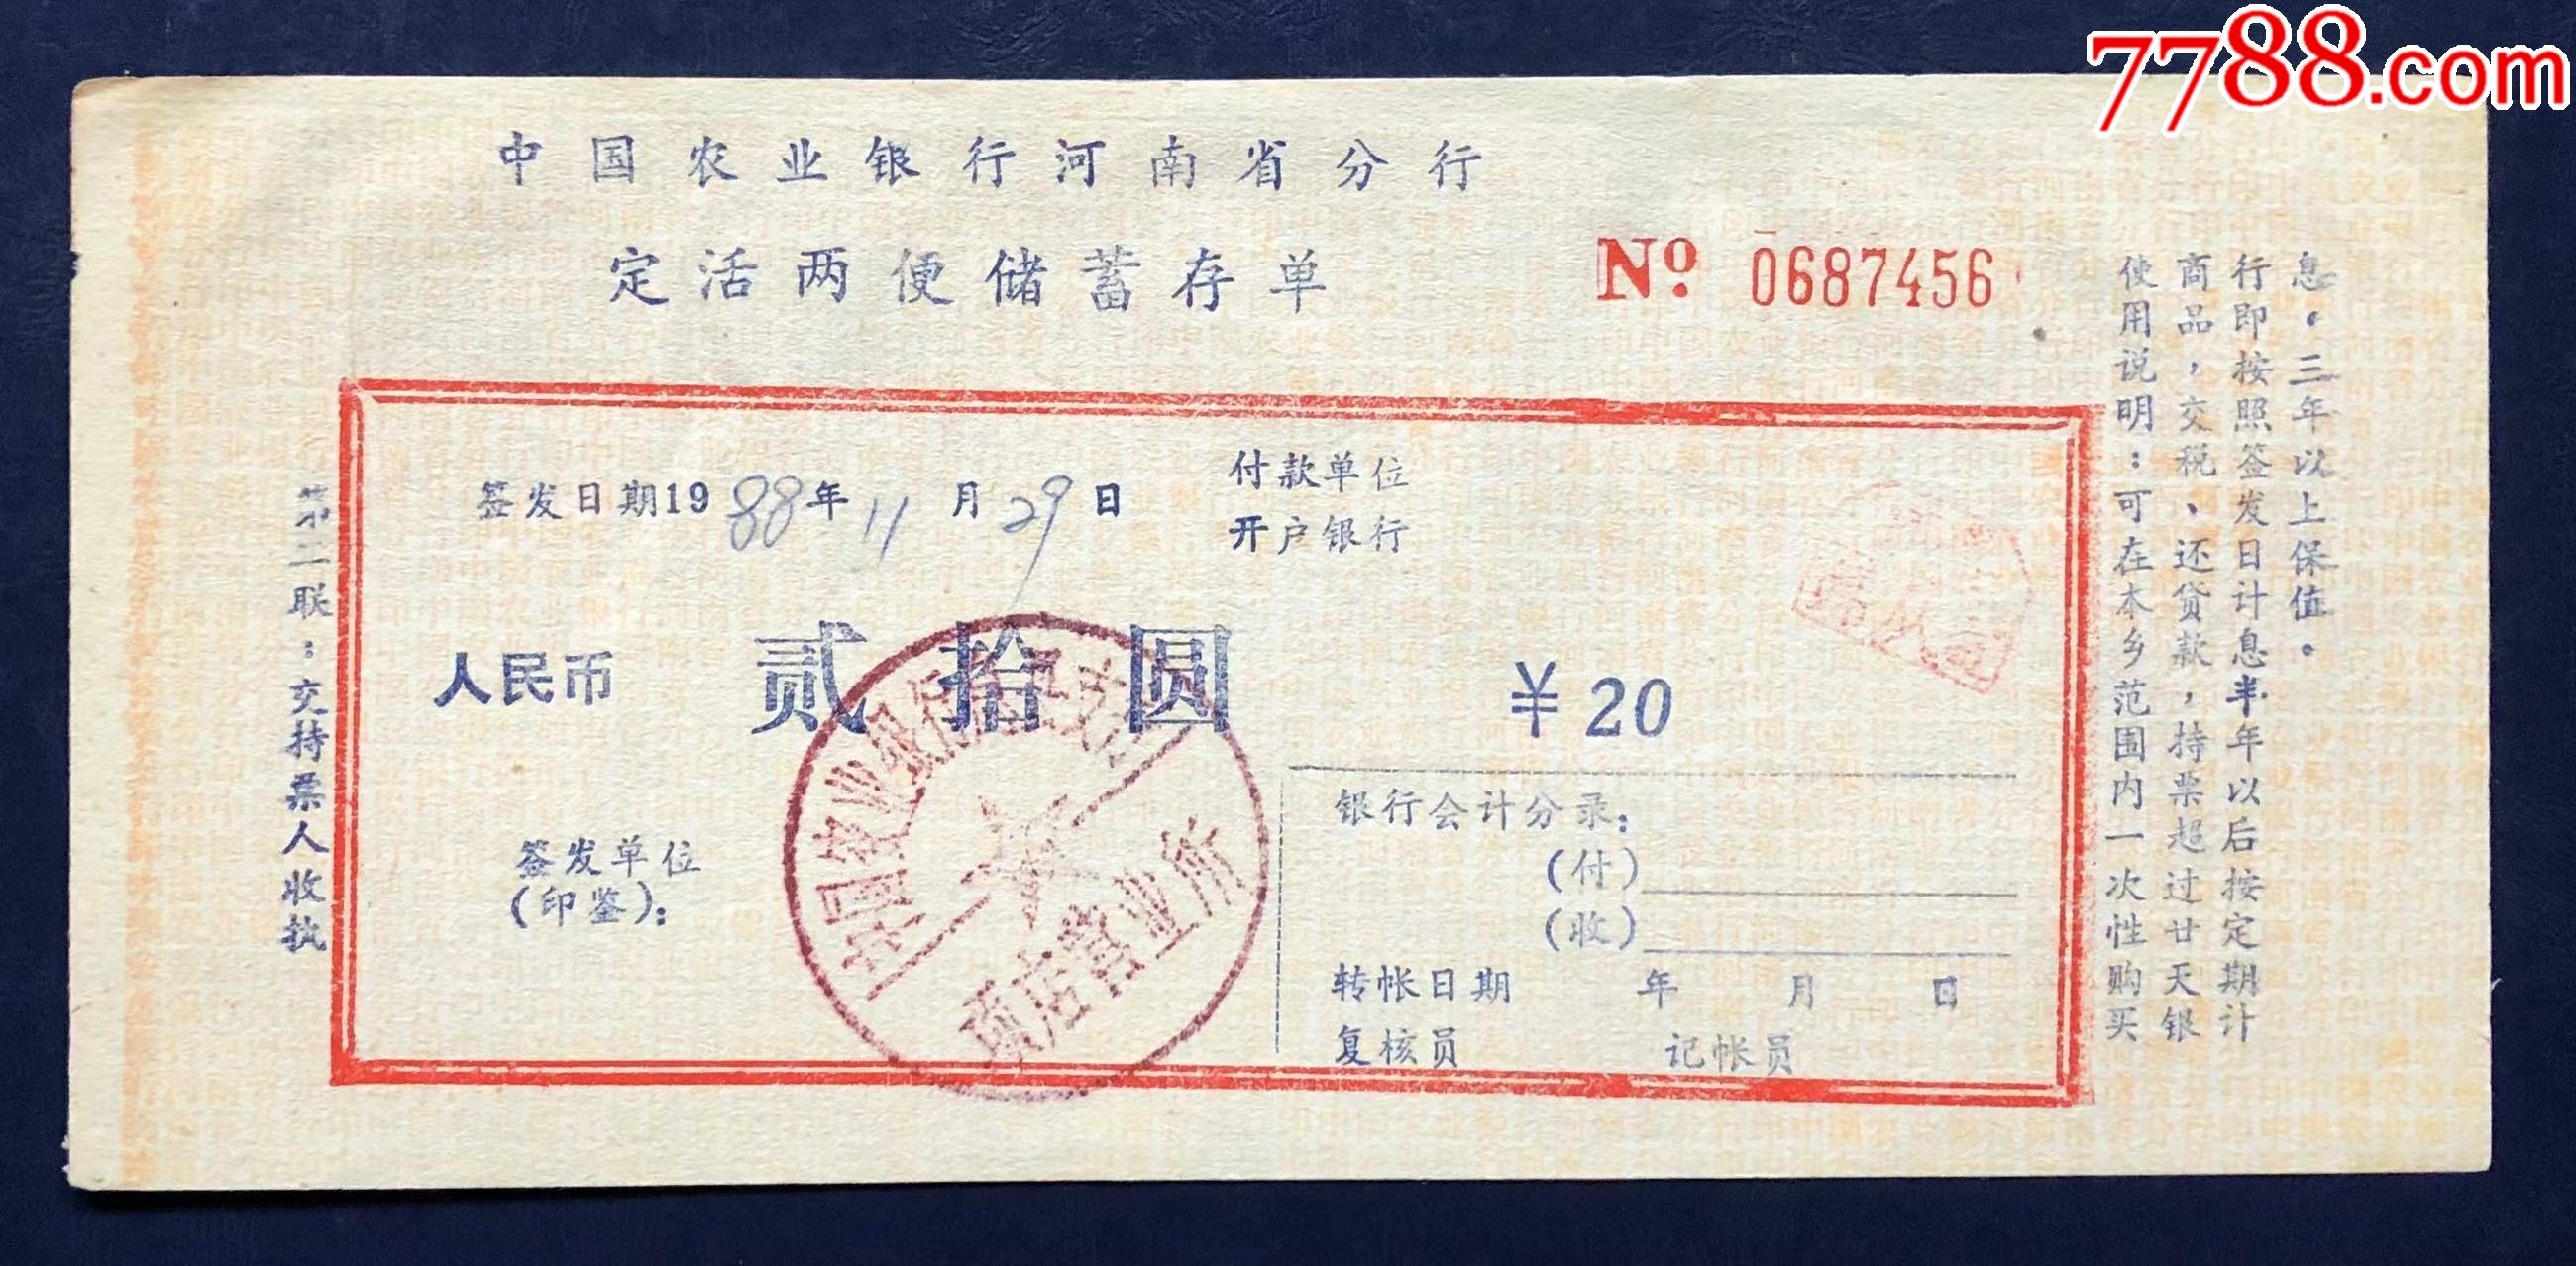 7788.com
中国农业银行河南省分行
定活两便储蓄存单
№ 0687456
签发日期1988年11月29日
付款单位
开户银行
人民币
贰拾圆
¥20
签发单位
(印鉴):
银行会计分录:
(付)
(收)
转帐日期 年 月 日
复核员 记帐员
中国农业银行
店营业所
第二联:交持票人收执
使用说明:可在本乡范围内一次性购买
商品,交税、还贷款,持票超过廿天银
行即按照签发日计息半年以后按定期计
息。三年以上保值。